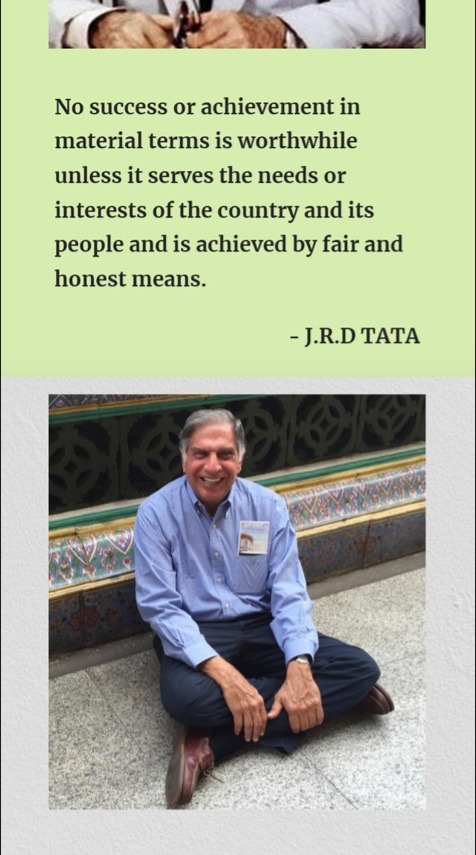 No success or achievement in
material terms is worthwhile
unless it serves the needs or
interests of the country and its
people and is achieved by fair and
honest means.
- J.R.D TATA